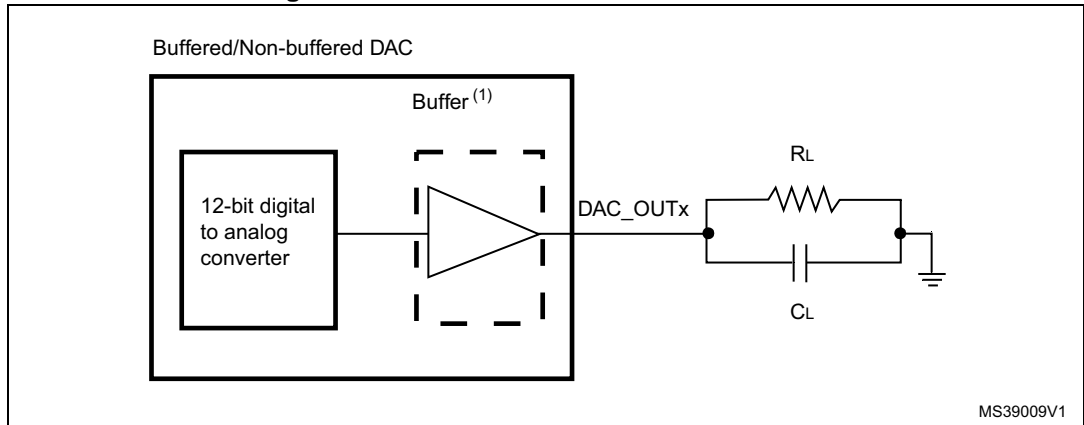 Buffered/Non-buffered DAC
Buffer (1)
12-bit digital
to analog
converter
DAC_OUTx
RL
CL
MS39009V1